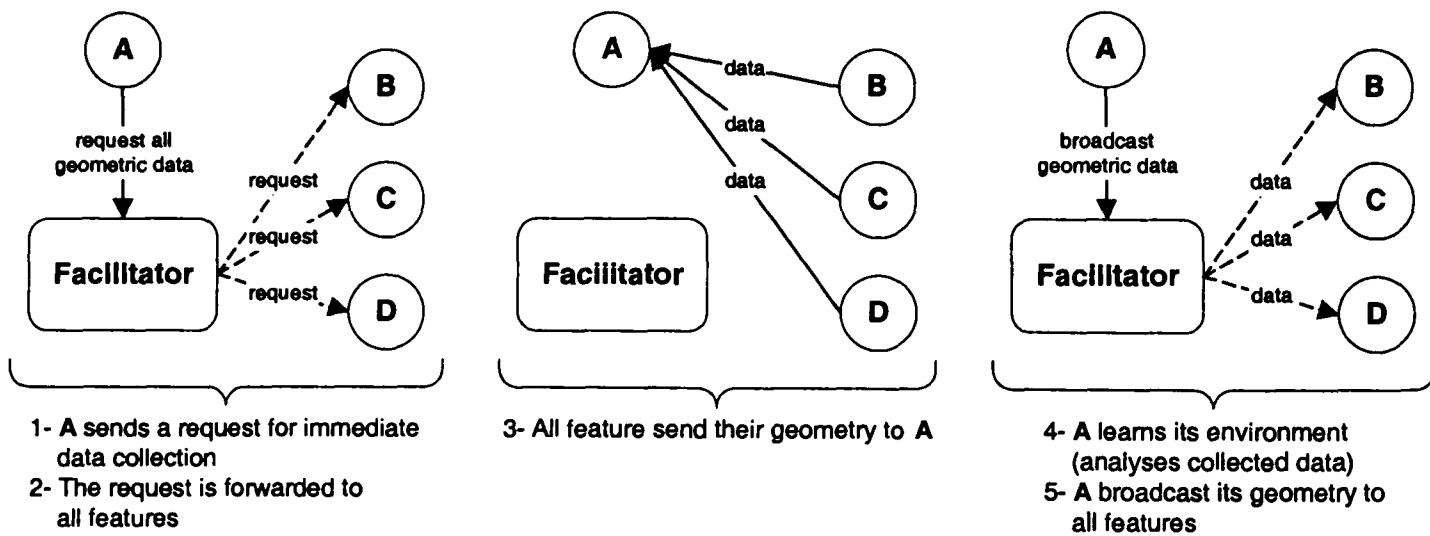 A
request all
geometric data
Facilitator
request
request
request
B
C
D
1- A sends a request for immediate
data collection
2- The request is forwarded to
all features
A
data
data
data
B
C
D
Facilitator
3- All feature send their geometry to A
A
broadcast
geometric data
Facilitator
data
data
data
B
C
D
4- A learns its environment
(analyses collected data)
5- A broadcast its geometry to
all features